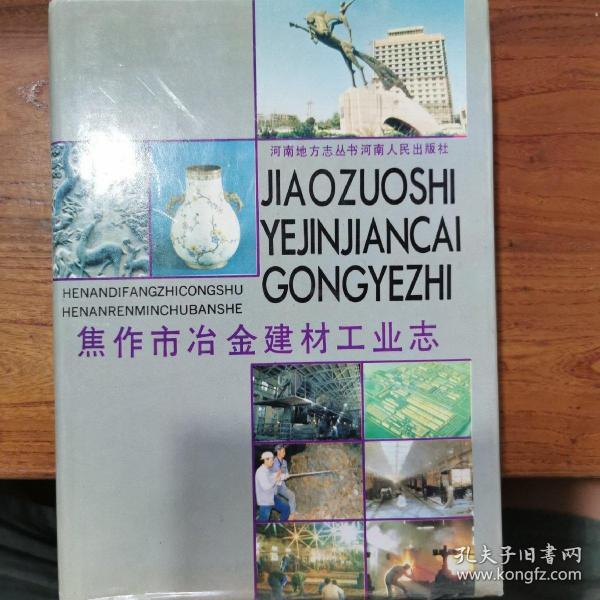 河南地方志丛书河南人民出版社
JIAOZUOSHI
YEJINJIANCAI
GONGYEZHI
HENANDIFANGZHICONGSHU
HENANRENMINCHUBANSHE
焦作市冶金建材工业志
孔夫子旧书网
www.kongfz.com